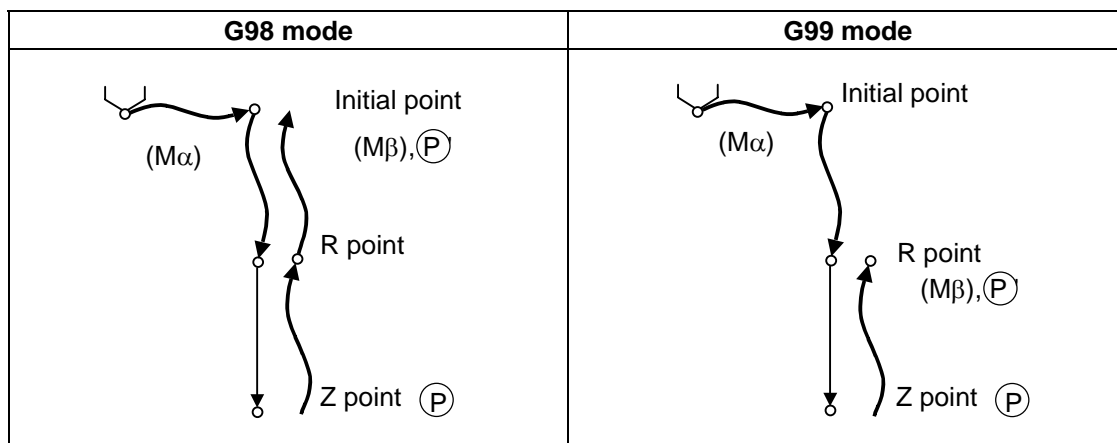 G98 mode
Initial point
(Mα)
(Mβ), P'
R point
Z point P
G99 mode
Initial point
(Mα)
R point
(Mβ), P'
Z point P